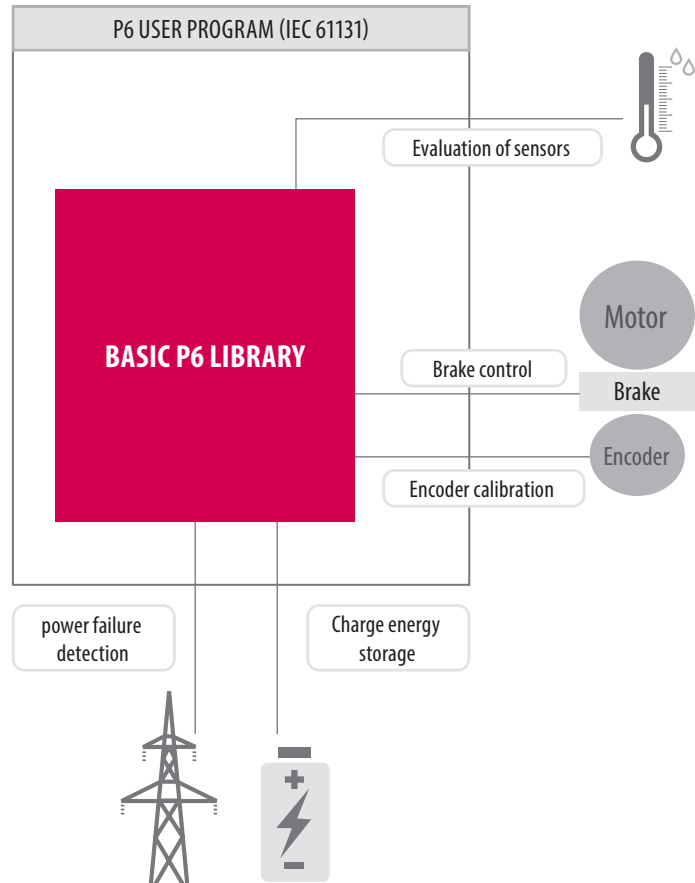 P6 USER PROGRAM (IEC 61131)
Evaluation of sensors
BASIC P6 LIBRARY
Motor
Brake control
Brake
Encoder
Encoder calibration
power failure
detection
Charge energy
storage